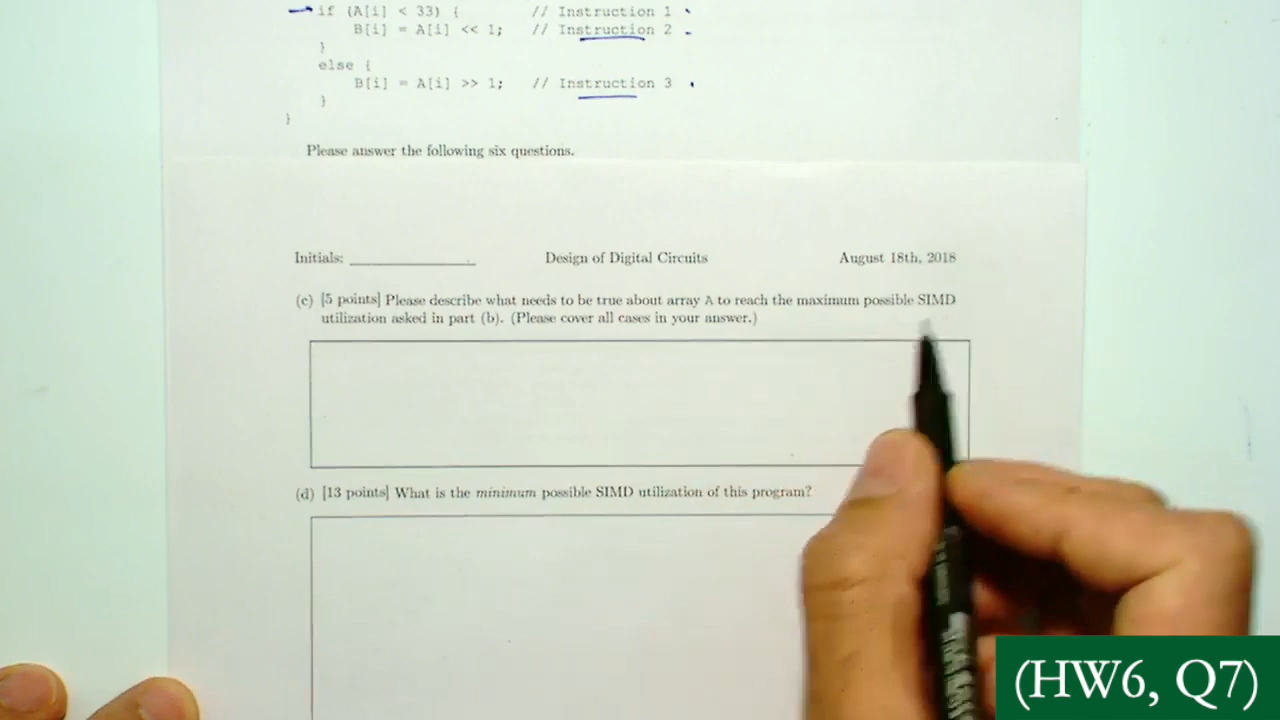 if (A[i] < 33) { // Instruction 1
B[i] = A[i] << 1; // Instruction 2
}
else {
B[i] = A[i] >> 1; // Instruction 3
}
}
Please answer the following six questions.
Initials: Design of Digital Circuits August 18th, 2018
(c) [5 points] Please describe what needs to be true about array A to reach the maximum possible SIMD
utilization asked in part (b). (Please cover all cases in your answer.)
(d) [13 points] What is the minimum possible SIMD utilization of this program?
(HW6, Q7)